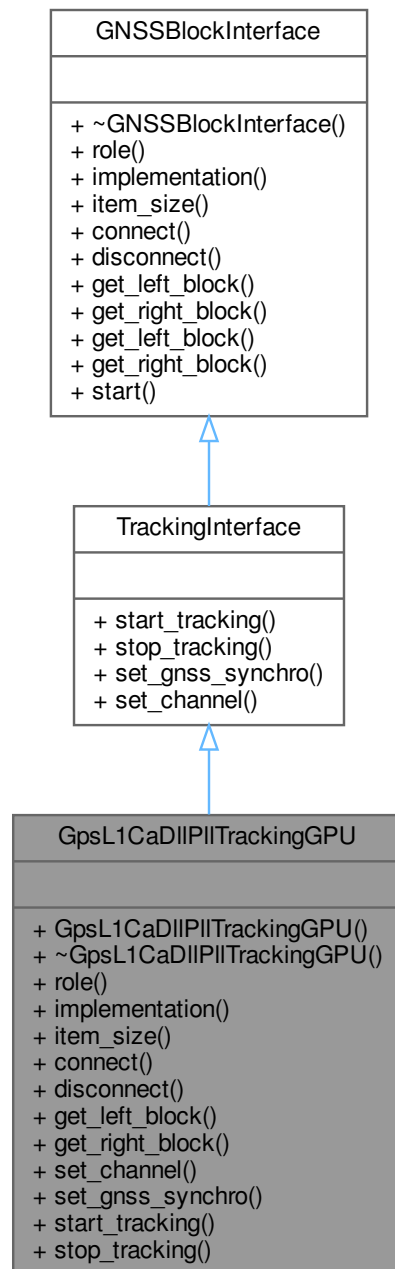 GNSSBlockInterface
+ ~GNSSBlockInterface()
+ role()
+ implementation()
+ item_size()
+ connect()
+ disconnect()
+ get_left_block()
+ get_right_block()
+ get_left_block()
+ get_right_block()
+ start()
TrackingInterface
+ start_tracking()
+ stop_tracking()
+ set_gnss_synchro()
+ set_channel()
GpsL1CaDllPllTrackingGPU
+ GpsL1CaDllPllTrackingGPU()
+ ~GpsL1CaDllPllTrackingGPU()
+ role()
+ implementation()
+ item_size()
+ connect()
+ disconnect()
+ get_left_block()
+ get_right_block()
+ set_channel()
+ set_gnss_synchro()
+ start_tracking()
+ stop_tracking()